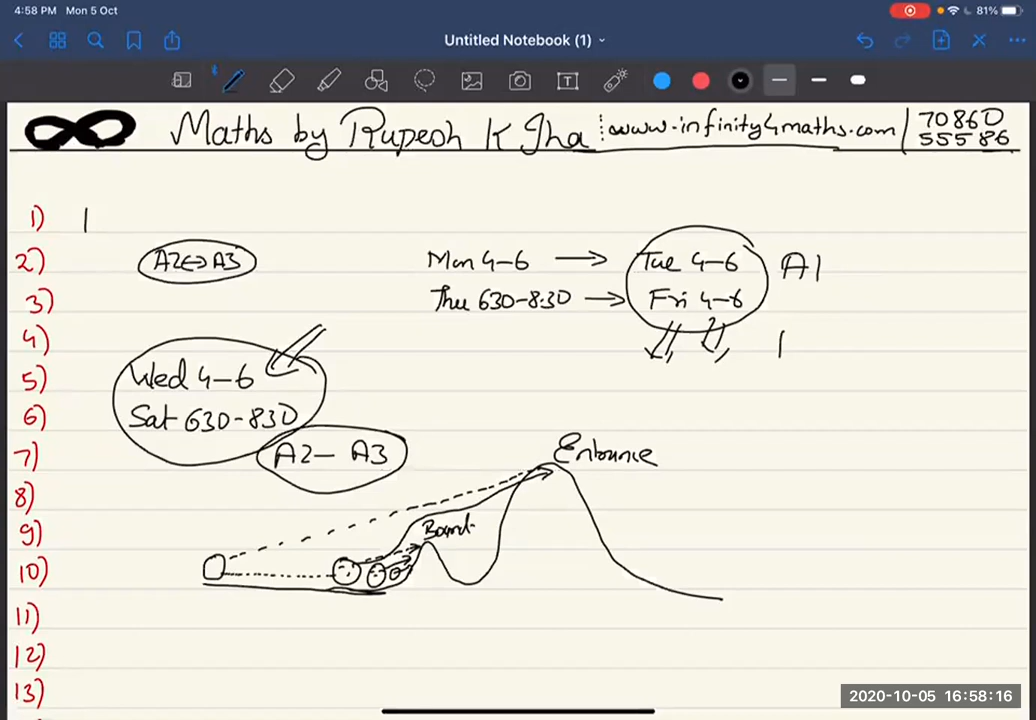 4:58 PM Mon 5 Oct 81%
Untitled Notebook (1)
Maths by Rupesh K Jha www.infinity4maths.com 70860
55586
1) |
2) A2⇔A3 Mon 4-6 → Tue 4-6 A1
3) Thu 630-8.30 → Fri 4-6
4)
5) Wed 4-6
6) Sat 630-830
7) A2- A3 Entrance
8)
9) Board
10)
11)
12)
13)
2020-10-05 16:58:16